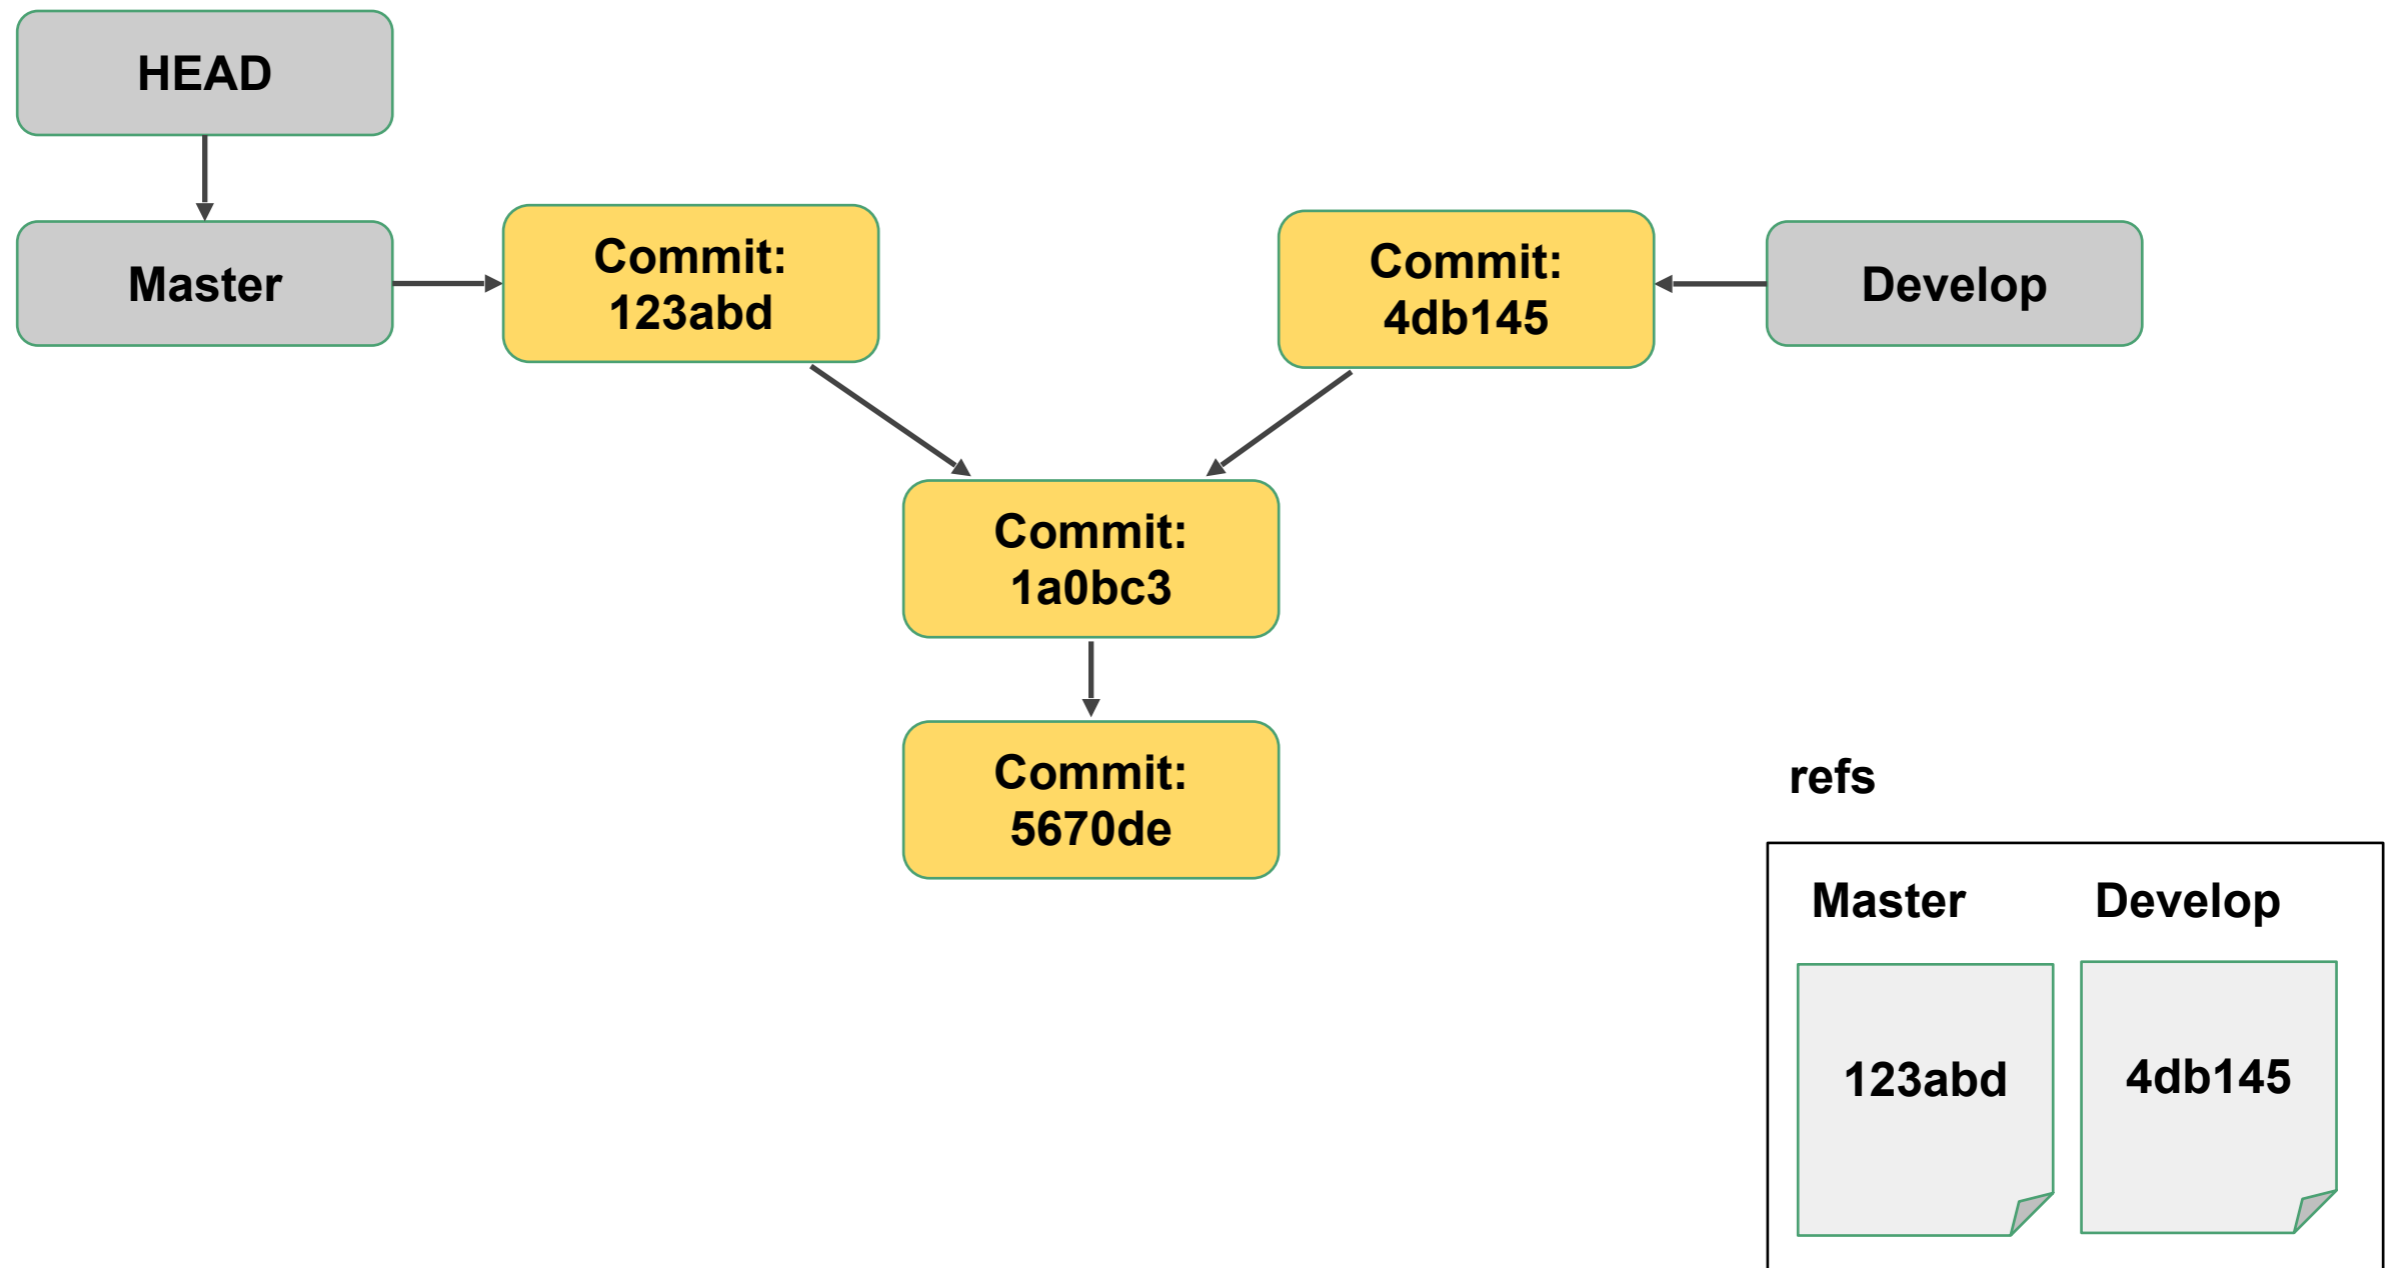 HEAD
Master
Commit:
123abd
Commit:
4db145
Develop
Commit:
1a0bc3
Commit:
5670de
refs
Master
Develop
123abd
4db145